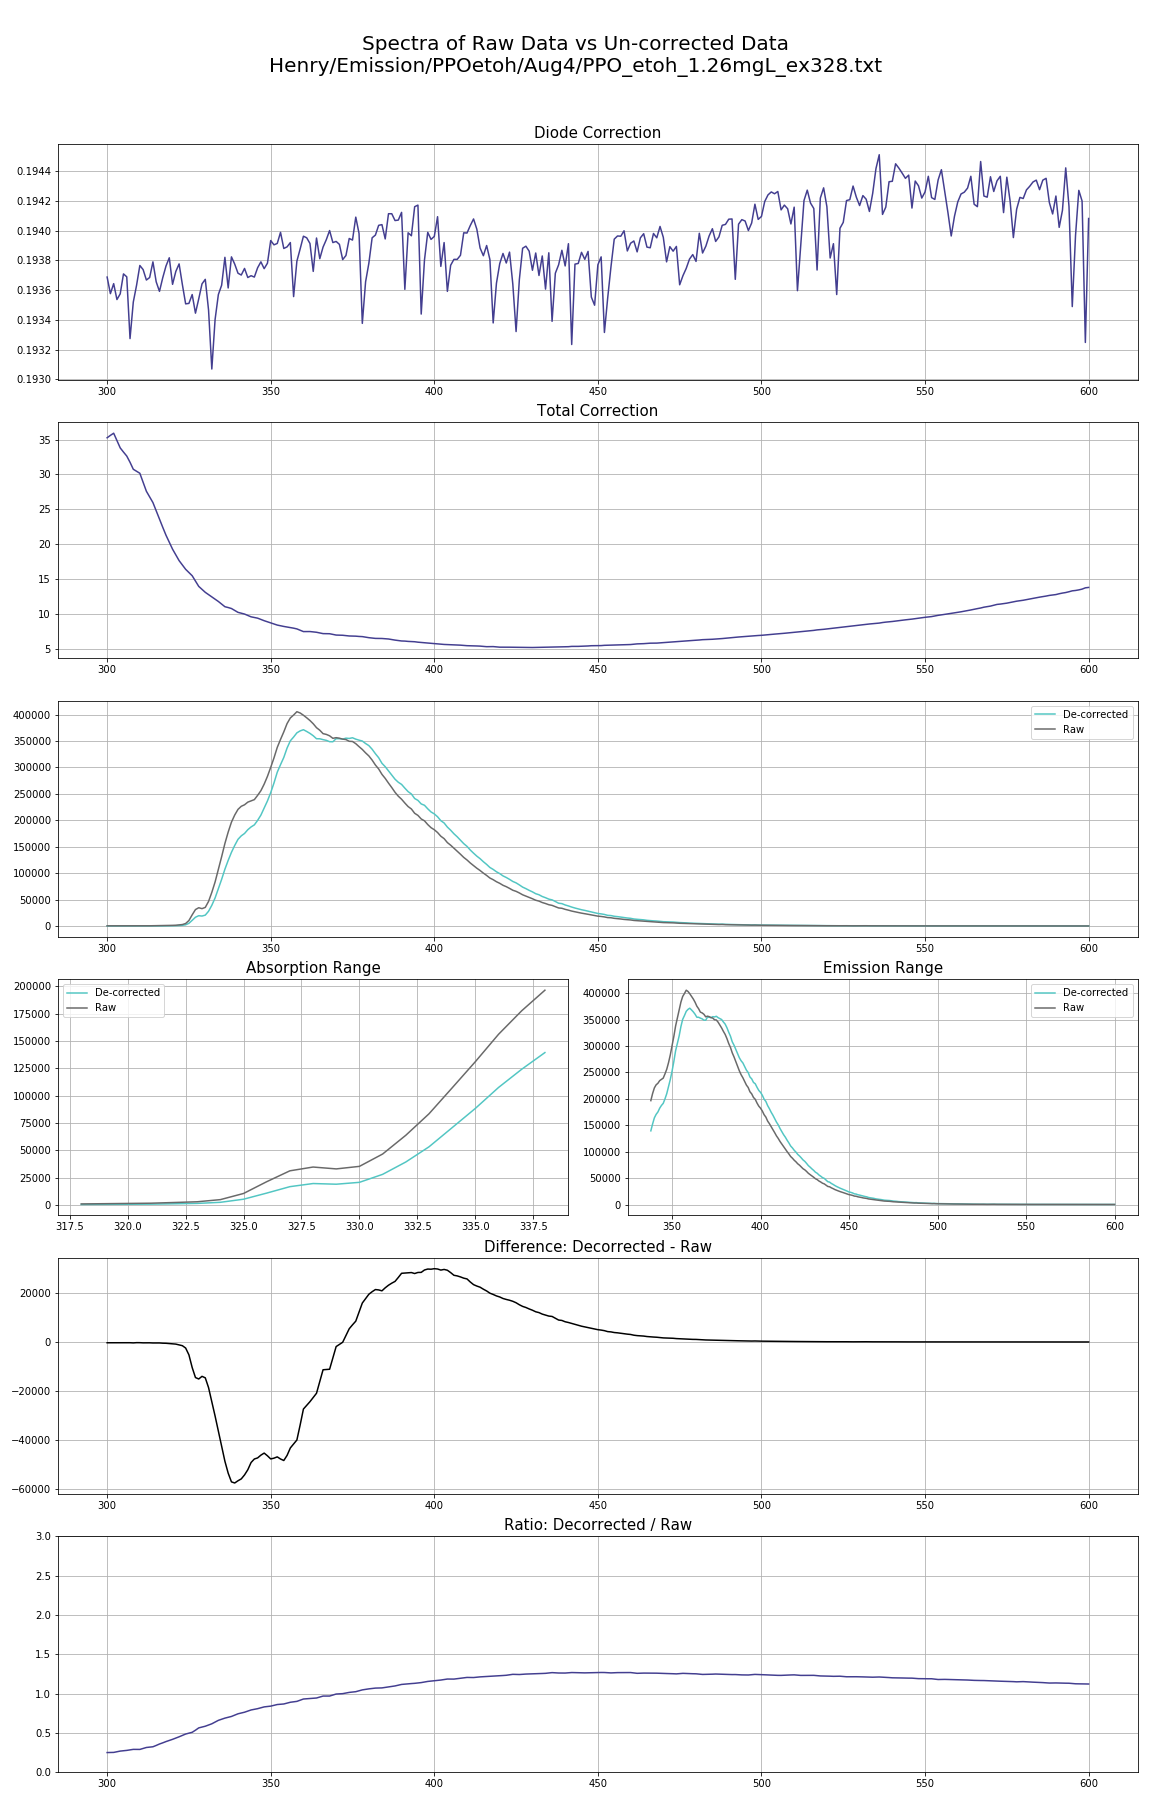 Spectra of Raw Data vs Un-corrected Data
Henry/Emission/PPOetoh/Aug4/PPO_etoh_1.26mgL_ex328.txt
Diode Correction
0.1944
0.1942
0.1940
0.1938
0.1936
0.1934
0.1932
0.1930
300 350 400 450 500 550 600
Total Correction
35
30
25
20
15
10
5
300 350 400 450 500 550 600
De-corrected
Raw
400000
350000
300000
250000
200000
150000
100000
50000
0
300 350 400 450 500 550 600
Absorption Range
De-corrected
Raw
200000
175000
150000
125000
100000
75000
50000
25000
0
317.5 320.0 322.5 325.0 327.5 330.0 332.5 335.0 337.5
Emission Range
De-corrected
Raw
400000
350000
300000
250000
200000
150000
100000
50000
0
350 400 450 500 550 600
Difference: Decorrected - Raw
20000
0
−20000
−40000
−60000
300 350 400 450 500 550 600
Ratio: Decorrected / Raw
3.0
2.5
2.0
1.5
1.0
0.5
0.0
300 350 400 450 500 550 600